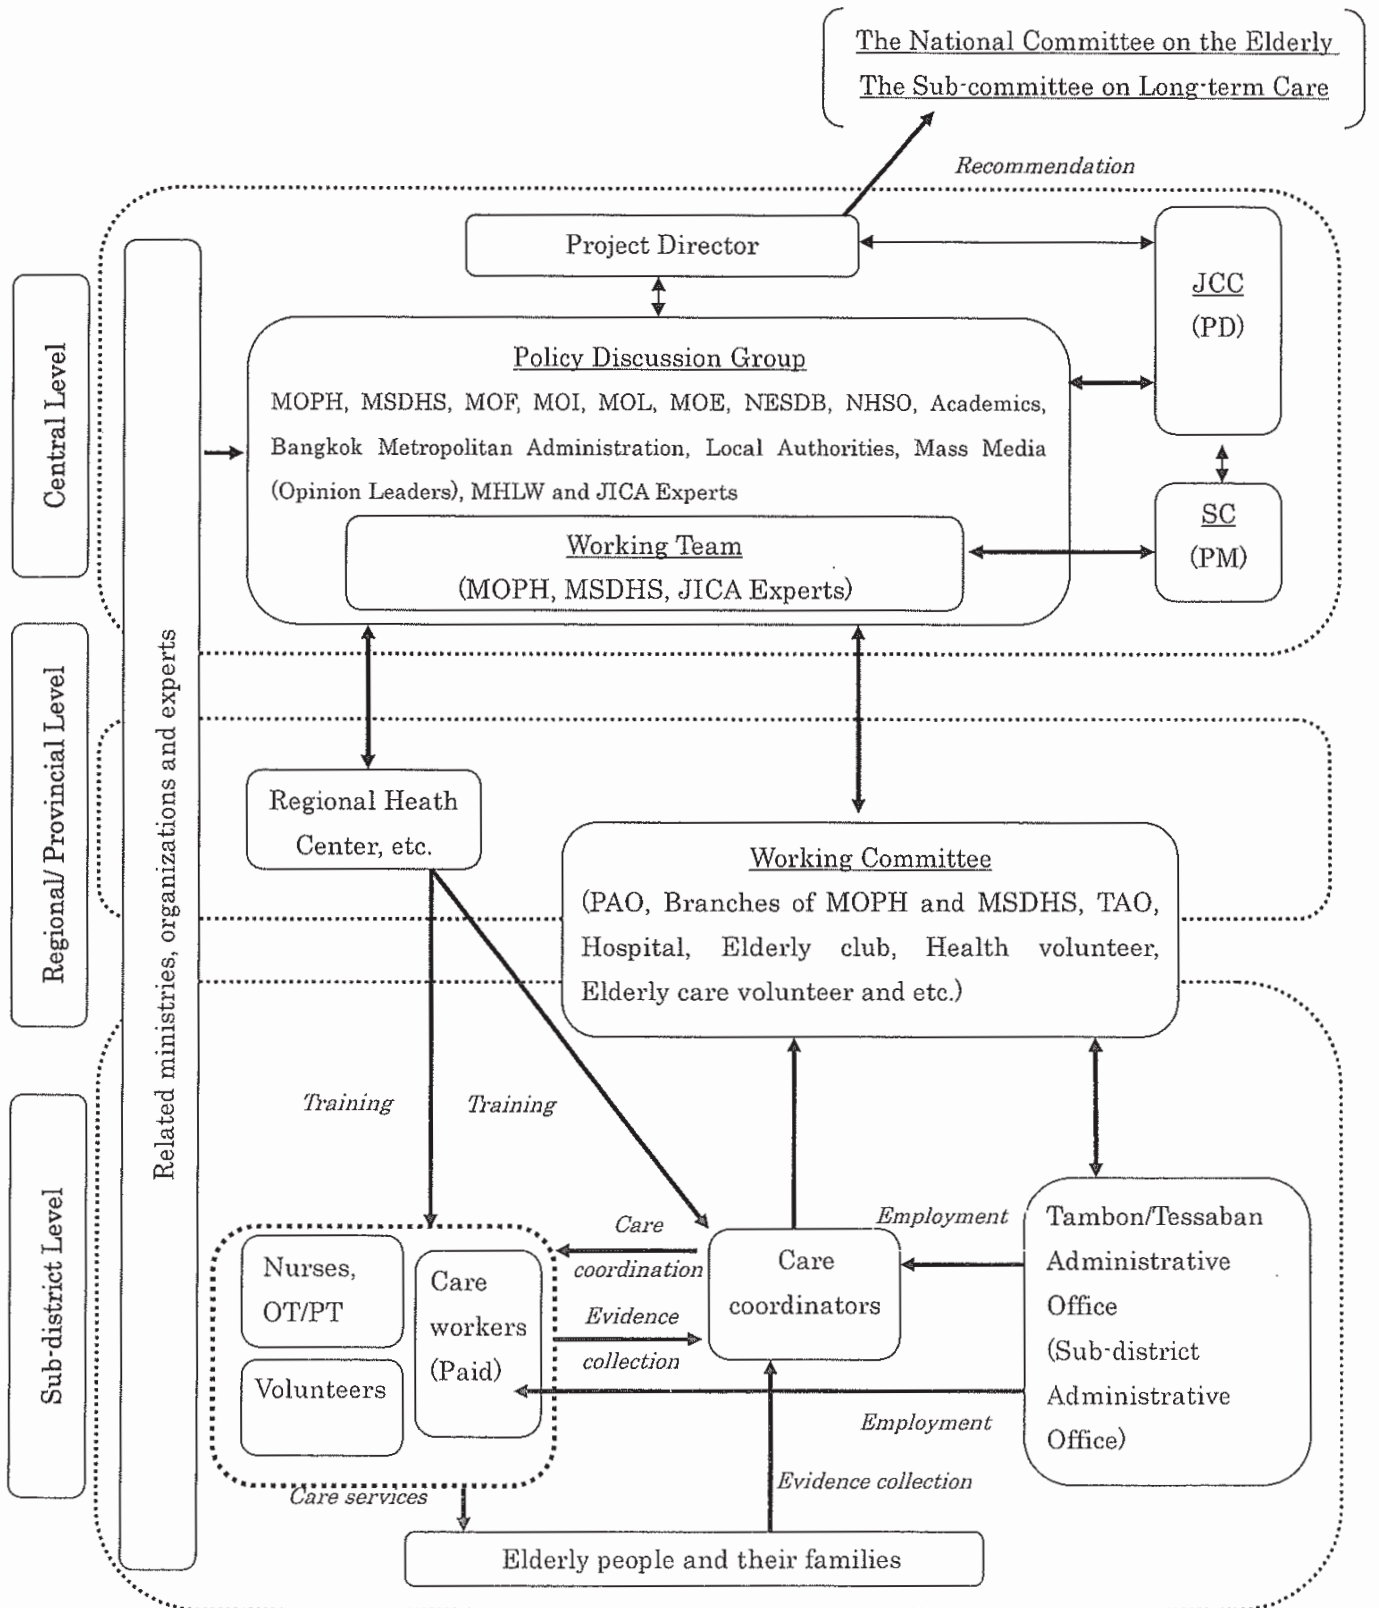 The National Committee on the Elderly
The Sub-committee on Long-term Care
Recommendation
Project Director
JCC
(PD)
Central Level
Policy Discussion Group
MOPH, MSDHS, MOF, MOI, MOL, MOE, NESDB, NHSO, Academics,
Bangkok Metropolitan Administration, Local Authorities, Mass Media
(Opinion Leaders), MHLW and JICA Experts
Working Team
(MOPH, MSDHS, JICA Experts)
SC
(PM)
Related ministries, organizations and experts
Regional/ Provincial Level
Regional Heath
Center, etc.
Working Committee
(PAO, Branches of MOPH and MSDHS, TAO,
Hospital, Elderly club, Health volunteer,
Elderly care volunteer and etc.)
Training
Training
Sub-district Level
Nurses,
OT/PT
Volunteers
Care
workers
(Paid)
Care
coordination
Evidence
collection
Care
coordinators
Employment
Employment
Tambon/Tessaban
Administrative
Office
(Sub-district
Administrative
Office)
Care services
Evidence collection
Elderly people and their families